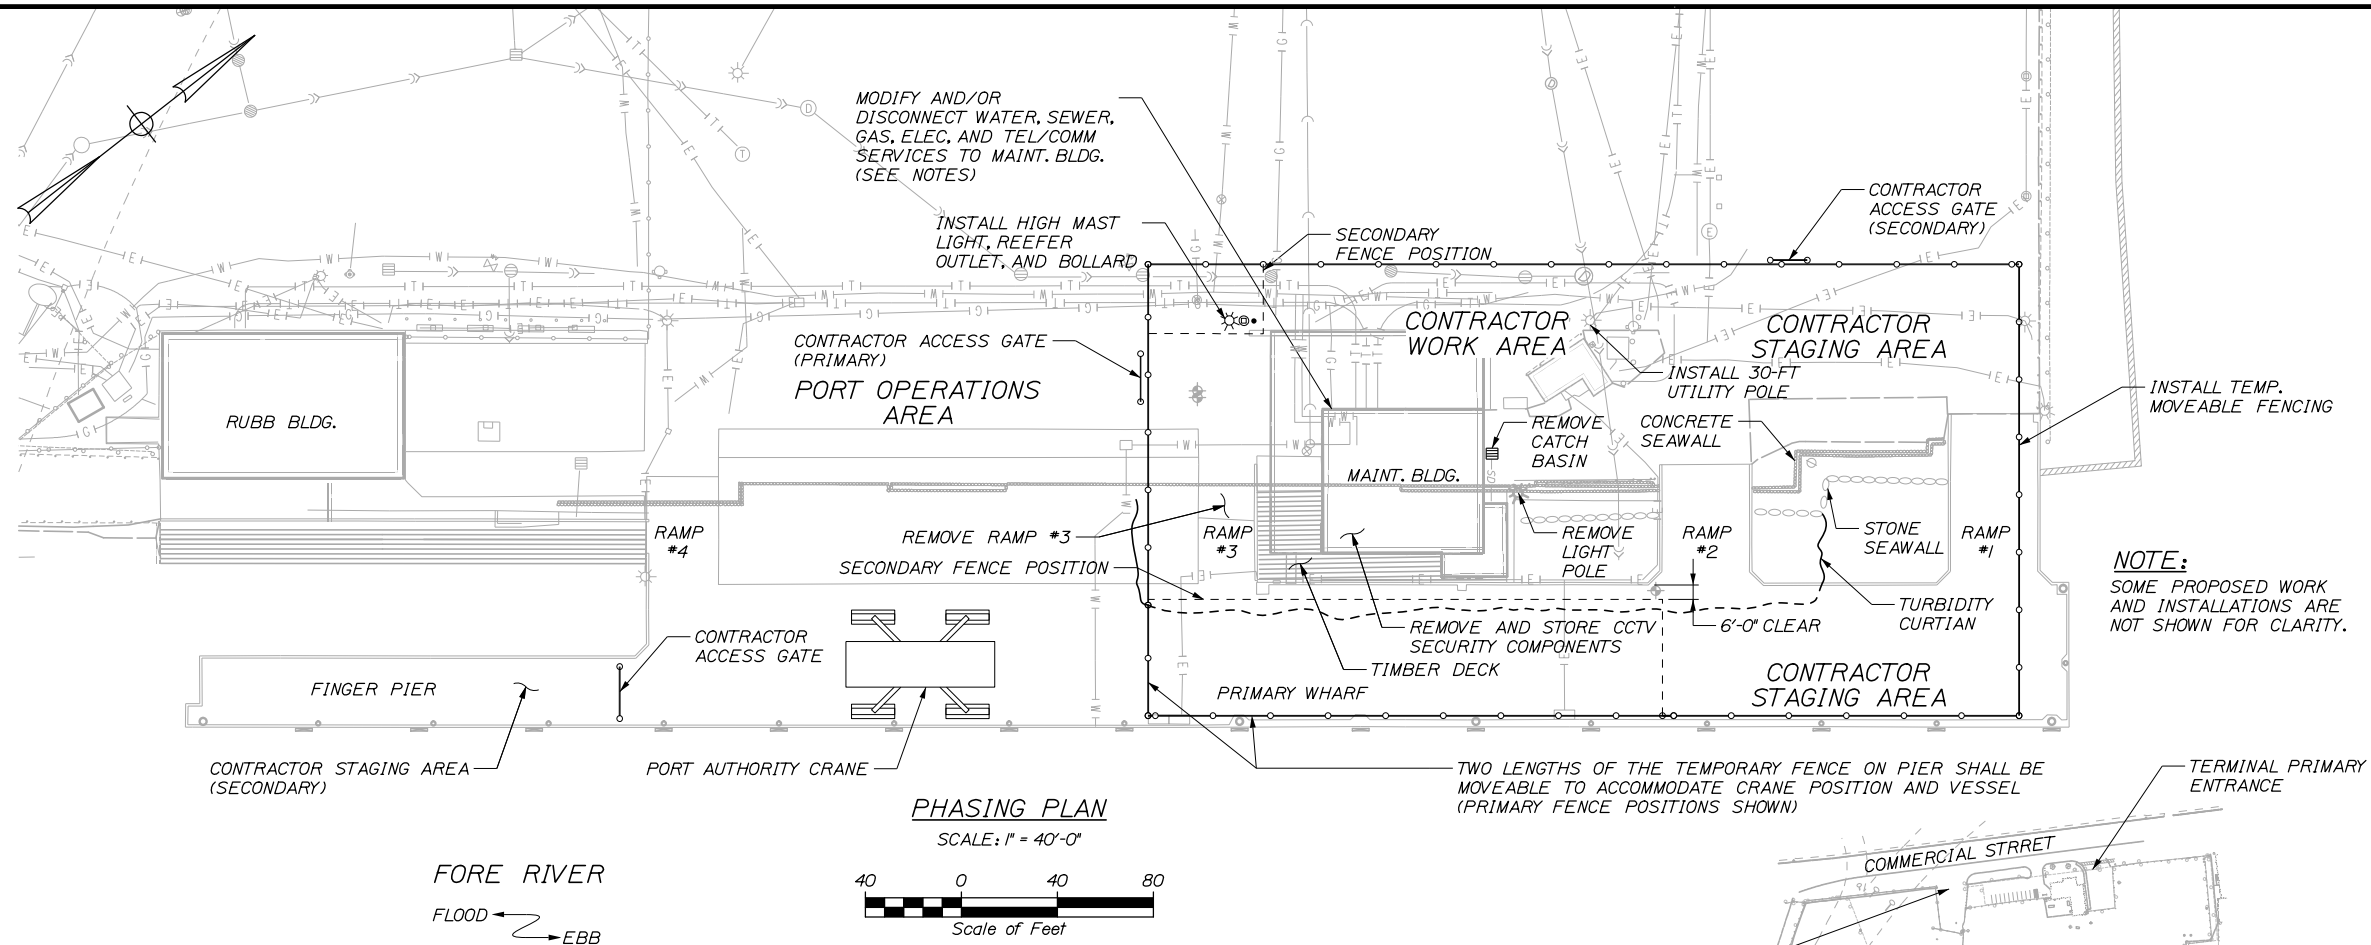 MODIFY AND/OR
DISCONNECT WATER, SEWER,
GAS, ELEC, AND TEL/COMM
SERVICES TO MAINT. BLDG.
(SEE NOTES)
INSTALL HIGH MAST
LIGHT, REEFER
OUTLET, AND BOLLARD
SECONDARY
FENCE POSITION
CONTRACTOR
ACCESS GATE
(SECONDARY)
CONTRACTOR ACCESS GATE
(PRIMARY)
PORT OPERATIONS
AREA
CONTRACTOR
WORK AREA
CONTRACTOR
STAGING AREA
INSTALL 30-FT
UTILITY POLE
INSTALL TEMP.
MOVEABLE FENCING
RUBB BLDG.
REMOVE
CATCH
BASIN
CONCRETE
SEAWALL
MAINT. BLDG.
RAMP
#4
REMOVE RAMP #3
RAMP
#3
REMOVE
LIGHT
POLE
RAMP
#2
STONE
SEAWALL
RAMP
#1
SECONDARY FENCE POSITION
NOTE:
SOME PROPOSED WORK
AND INSTALLATIONS ARE
NOT SHOWN FOR CLARITY.
TURBIDITY
CURTIAN
6'-0" CLEAR
REMOVE AND STORE CCTV
SECURITY COMPONENTS
TIMBER DECK
CONTRACTOR
ACCESS GATE
FINGER PIER
PRIMARY WHARF
CONTRACTOR
STAGING AREA
CONTRACTOR STAGING AREA
(SECONDARY)
PORT AUTHORITY CRANE
TWO LENGTHS OF THE TEMPORARY FENCE ON PIER SHALL BE
MOVEABLE TO ACCOMMODATE CRANE POSITION AND VESSEL
(PRIMARY FENCE POSITIONS SHOWN)
TERMINAL PRIMARY
ENTRANCE
PHASING PLAN
SCALE: 1" = 40'-0"
COMMERCIAL STRRET
FORE RIVER
FLOOD
EBB
40 0 40 80
Scale of Feet